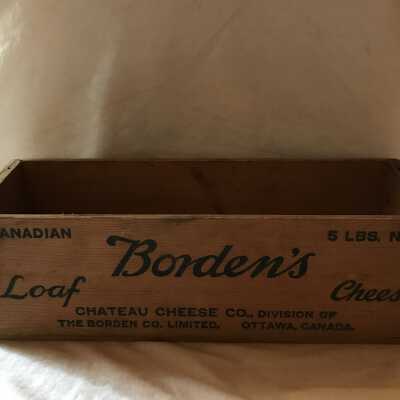 ANADIAN 5 LBS. N
Borden's
Loaf Chees
CHATEAU CHEESE CO., DIVISION OF
THE BORDEN CO. LIMITED. OTTAWA, CANADA.